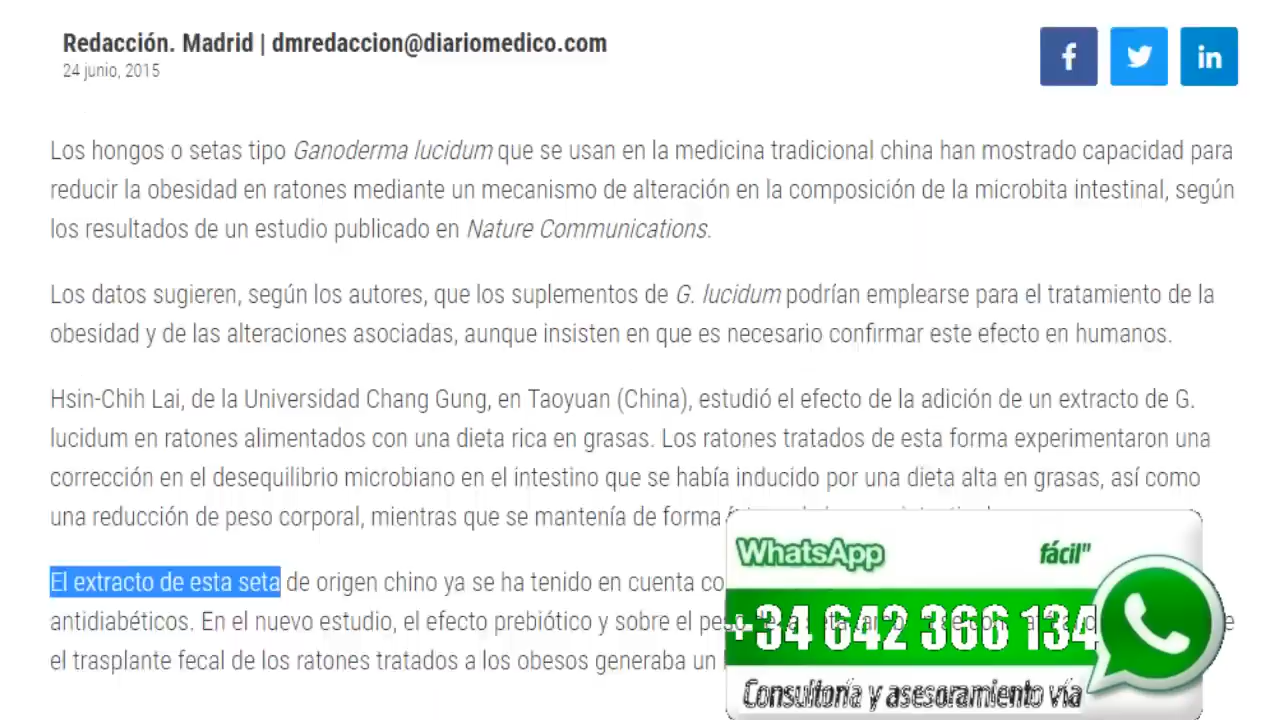 Redacción. Madrid | dmredaccion@diariomedico.com
24 junio, 2015
f
in
Los hongos o setas tipo Ganoderma lucidum que se usan en la medicina tradicional china han mostrado capacidad para
reducir la obesidad en ratones mediante un mecanismo de alteración en la composición de la microbita intestinal, según
los resultados de un estudio publicado en Nature Communications.
Los datos sugieren, según los autores, que los suplementos de G. lucidum podrían emplearse para el tratamiento de la
obesidad y de las alteraciones asociadas, aunque insisten en que es necesario confirmar este efecto en humanos.
Hsin-Chih Lai, de la Universidad Chang Gung, en Taoyuan (China), estudió el efecto de la adición de un extracto de G.
lucidum en ratones alimentados con una dieta rica en grasas. Los ratones tratados de esta forma experimentaron una
corrección en el desequilibrio microbiano en el intestino que se había inducido por una dieta alta en grasas, así como
una reducción de peso corporal, mientras que se mantenía de forma
El extracto de esta seta de origen chino ya se ha tenido en cuenta co
antidiabéticos. En el nuevo estudio, el efecto prebiótico y sobre el peso
el trasplante fecal de los ratones tratados a los obesos generaba un
WhatsApp fácil"
+34 642 366 134
Consultoría y asesoramiento vía